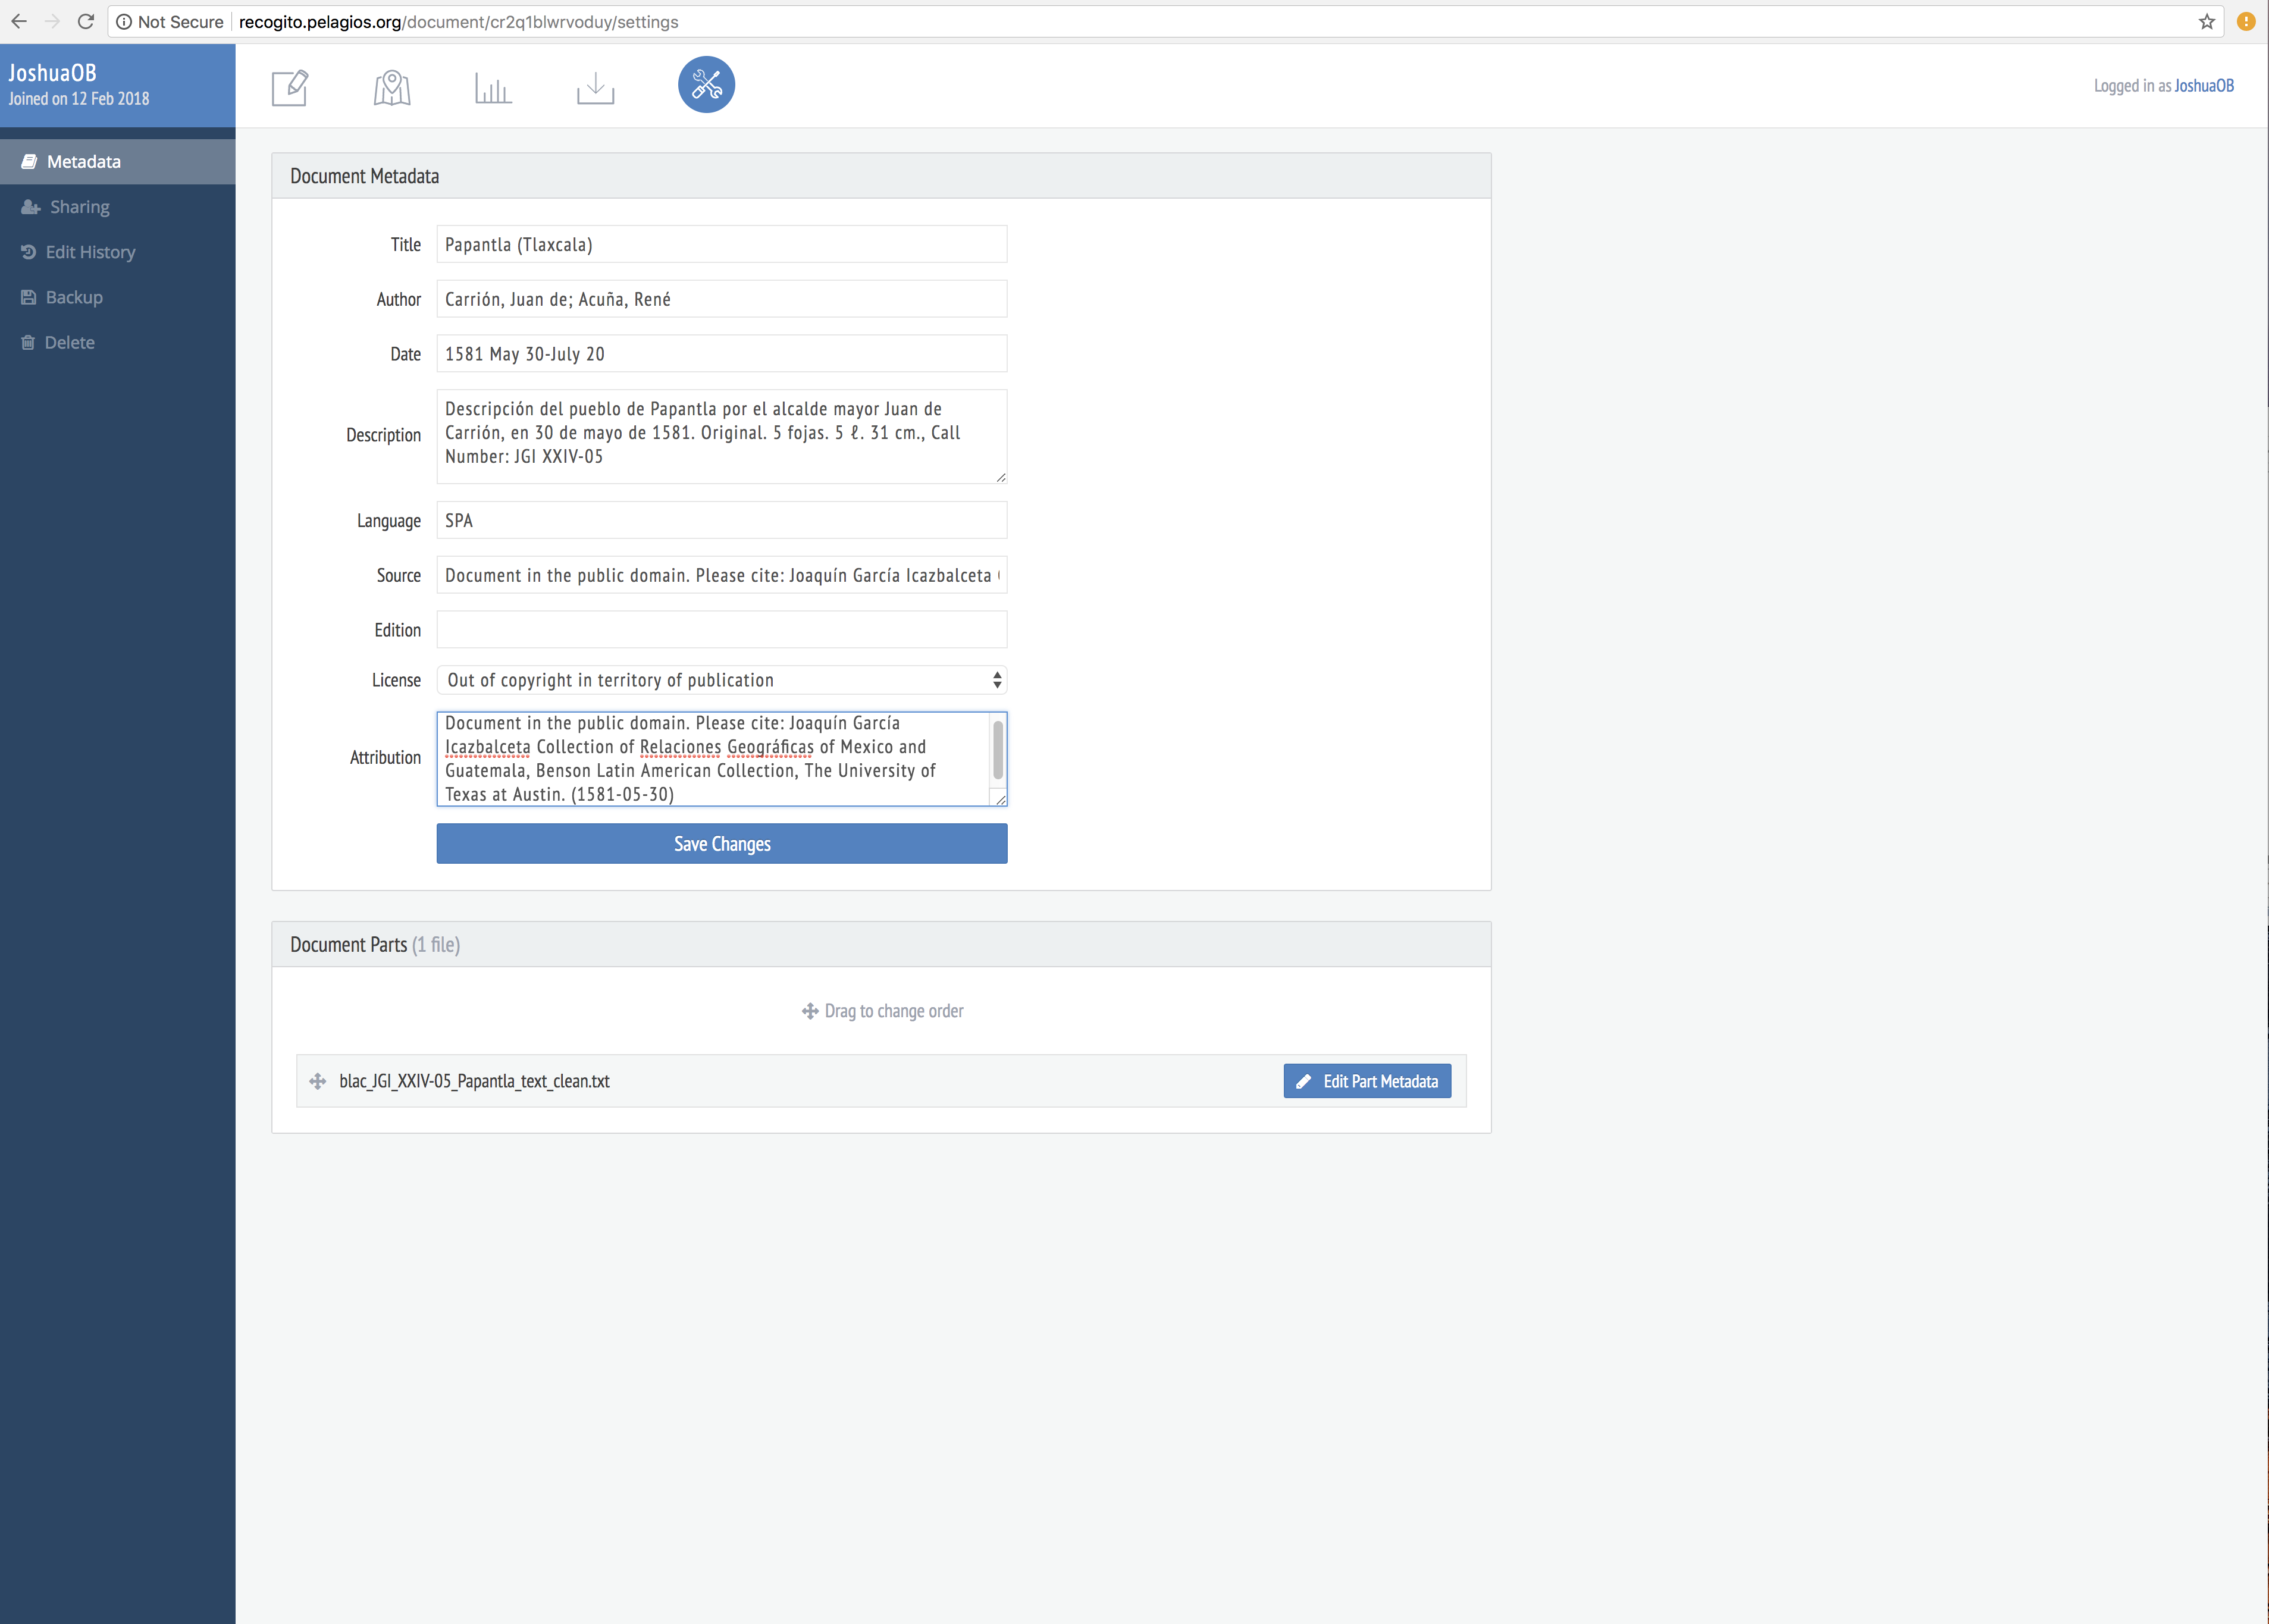 Not Secure recogito.pelagios.org/document/cr2q1blwrvoduy/settings
JoshuaOB
Joined on 12 Feb 2018
Logged in as JoshuaOB
Metadata
Sharing
Edit History
Backup
Delete
Document Metadata
Title Papantla (Tlaxcala)
Author Carrión, Juan de; Acuña, René
Date 1581 May 30-July 20
Description
Descripción del pueblo de Papantla por el alcalde mayor Juan de
Carrión, en 30 de mayo de 1581. Original. 5 fojas. 5 ℓ. 31 cm., Call
Number: JGI XXIV-05
Language SPA
Source Document in the public domain. Please cite: Joaquín García Icazbalceta
Edition
License Out of copyright in territory of publication
Attribution
Document in the public domain. Please cite: Joaquín García
Icazbalceta Collection of Relaciones Geográficas of Mexico and
Guatemala, Benson Latin American Collection, The University of
Texas at Austin. (1581-05-30)
Save Changes
Document Parts (1 file)
Drag to change order
blac_JGI_XXIV-05_Papantla_text_clean.txt Edit Part Metadata